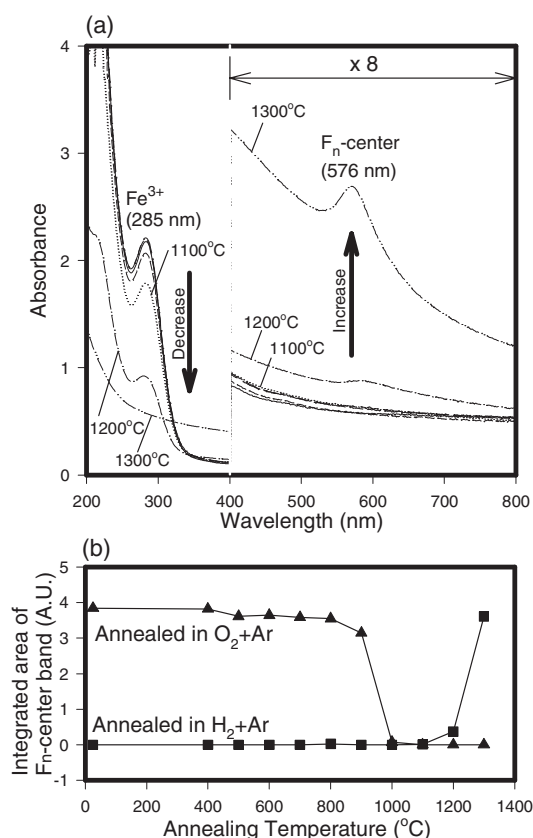 (a)
4
3
2
1
0
Absorbance
x 8
1300°C
Fn-center
(576 nm)
Fe3+
(285 nm)
1100°C
Decrease
Increase
1200°C
1100°C
1200°C
1300°C
200 300 400 500 600 700 800
Wavelength (nm)
(b)
5
4
3
2
1
0
-1
Integrated area of
Fn-center band (A.U.)
Annealed in O2+Ar
Annealed in H2+Ar
0 200 400 600 800 1000 1200 1400
Annealing Temperature (°C)